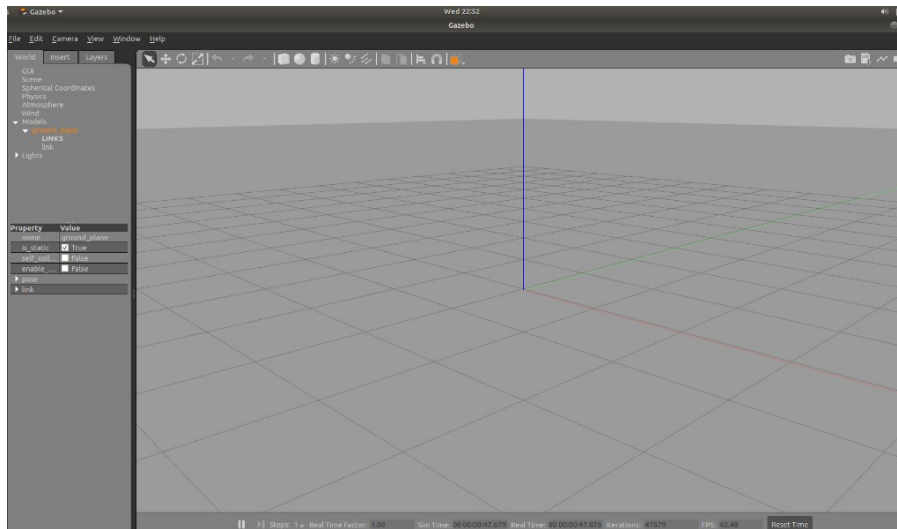 Gazebo
Wed 22:52
Gazebo
File Edit Camera View Window Help
World Insert Layers
GUI
Scene
Spherical Coordinates
Physics
Atmosphere
Wind
Models
ground_plane
LINKS
link
Lights
Property Value
name ground_plane
is_static True
self_coll... False
enable_... False
pose
link
Steps: 1 Real Time Factor: 1.00 Sim Time: 00 00:00:47.679 Real Time: 00 00:00:47.876 Iterations: 47679 FPS: 62.48 Reset Time